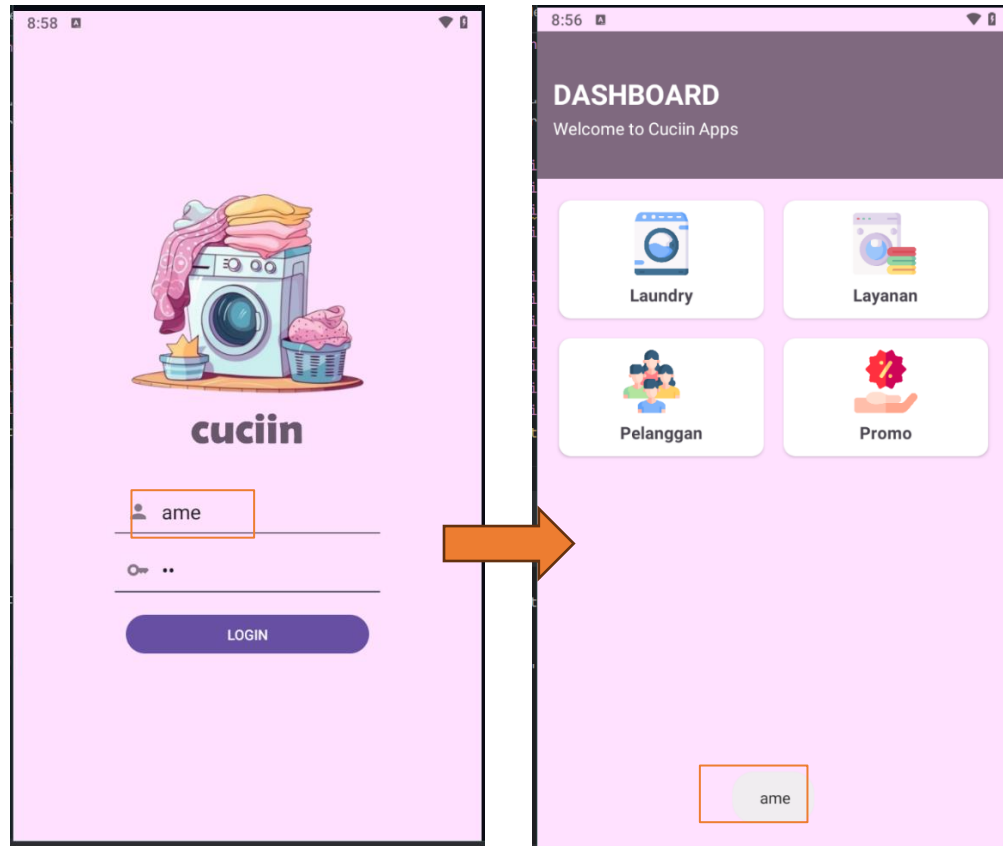 8:58
cuciin
ame
••
LOGIN
8:56
DASHBOARD
Welcome to Cuciin Apps
Laundry
Layanan
Pelanggan
Promo
ame